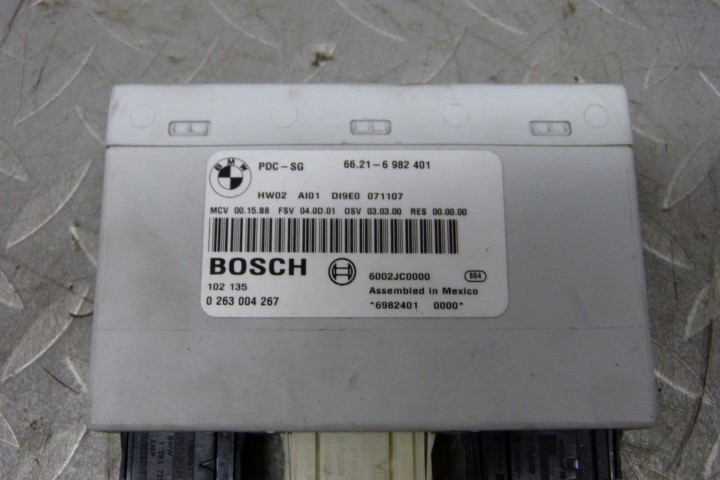 BMW PDC-SG 66.21-6 982 401
HW02 AI01 DI9E0 071107
MCV 00.15.B8 FSV 04.0D.01 OSV 03.03.00 RES 00.00.00
BOSCH 6002JC0000 864
102 135 Assembled in Mexico
0 263 004 267 *6982401 0000*